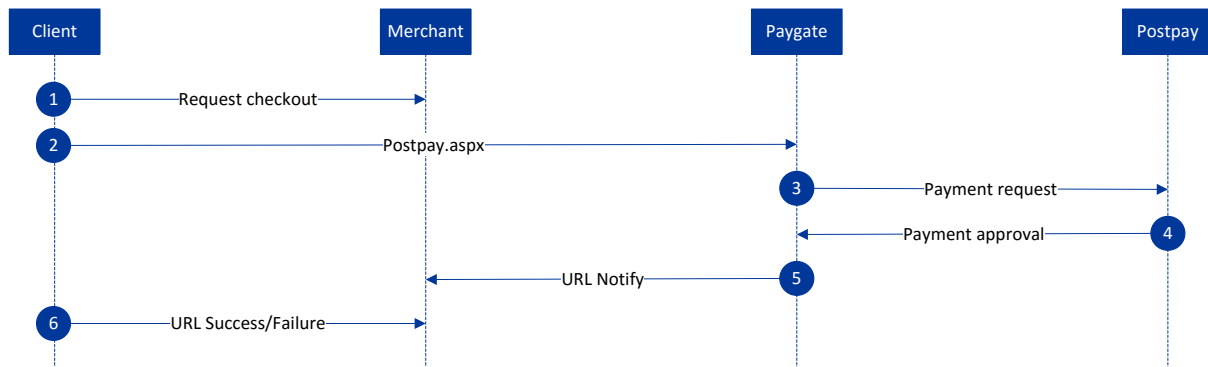 Client
Merchant
Paygate
Postpay
1
Request checkout
2
Postpay.aspx
3
Payment request
Payment approval
4
URL Notify
5
6
URL Success/Failure